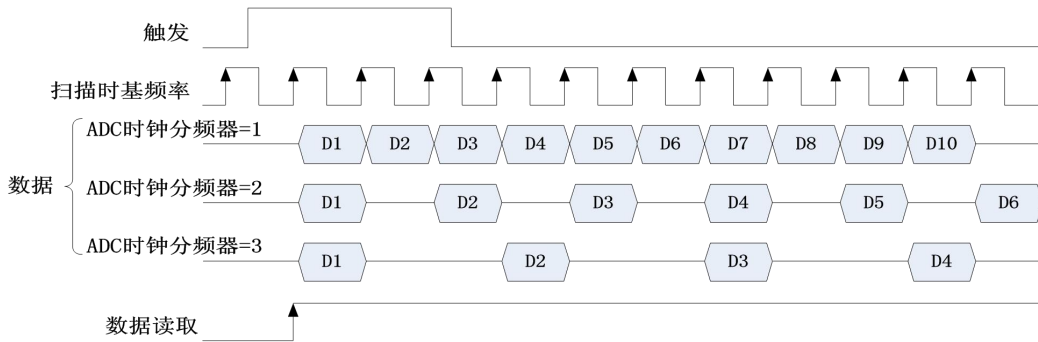 触发
扫描时基频率
数据
ADC时钟分频器=1
D1 D2 D3 D4 D5 D6 D7 D8 D9 D10
ADC时钟分频器=2
D1 D2 D3 D4 D5 D6
ADC时钟分频器=3
D1 D2 D3 D4
数据读取